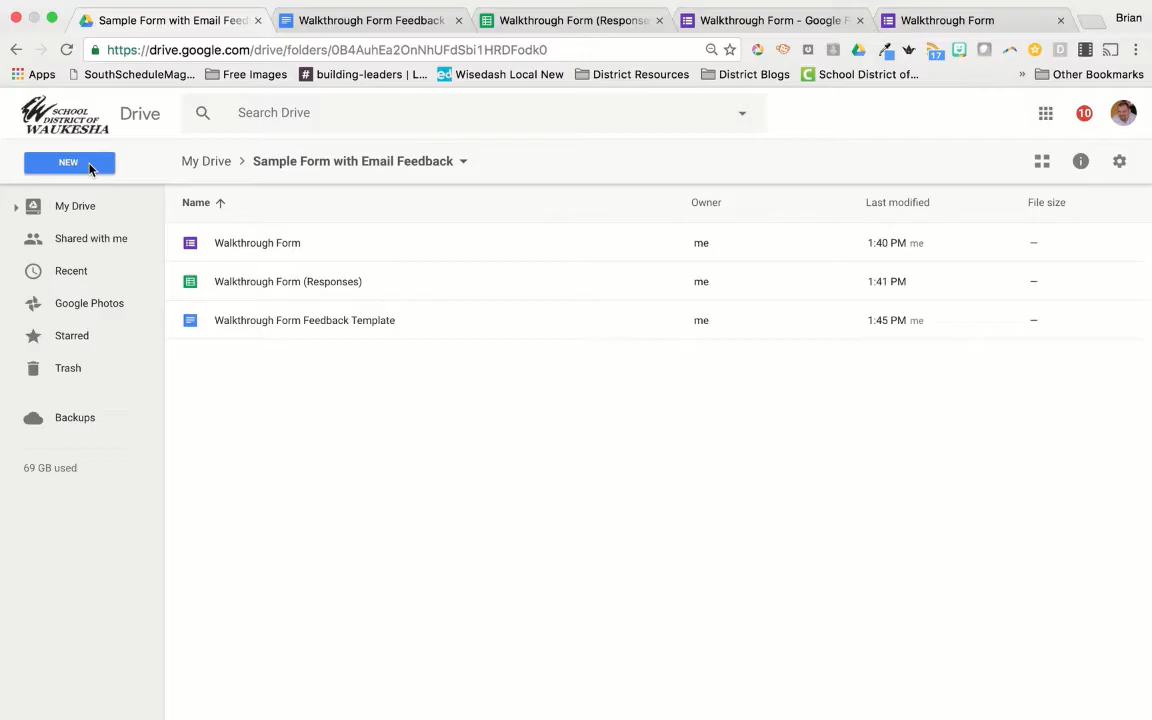 Sample Form with Email Feed
Walkthrough Form Feedback
Walkthrough Form (Response
Walkthrough Form - Google F
Walkthrough Form
Brian
https://drive.google.com/drive/folders/0B4AuhEa2OnNhUFdSbi1HRDFodk0
17
Apps
SouthScheduleMag...
Free Images
building-leaders | L...
ed Wisedash Local New
District Resources
District Blogs
School District of...
»
Other Bookmarks
SCHOOL
DISTRICT OF
WAUKESHA
Drive
Search Drive
10
NEW
My Drive > Sample Form with Email Feedback
My Drive
Shared with me
Recent
Google Photos
Starred
Trash
Backups
69 GB used
Name Owner Last modified File size
Walkthrough Form me 1:40 PM me —
Walkthrough Form (Responses) me 1:41 PM —
Walkthrough Form Feedback Template me 1:45 PM me —